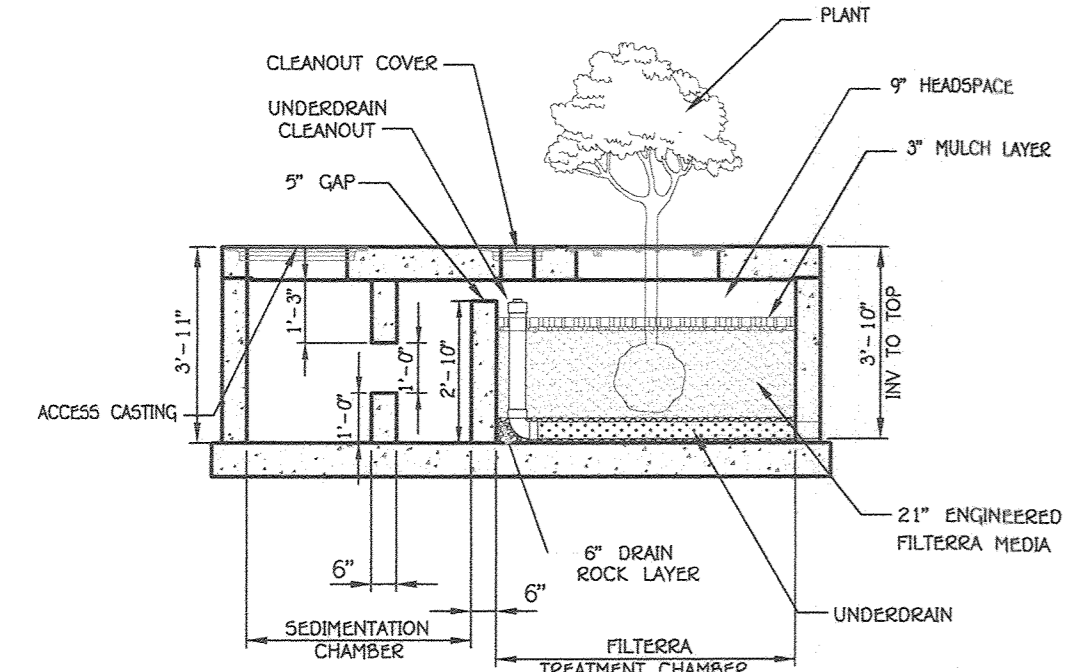 PLANT
CLEANOUT COVER
9" HEADSPACE
UNDERDRAIN
CLEANOUT
3" MULCH LAYER
5" GAP
3'-11"
1'-3"
1'-0"
1'-0"
2'-10"
3'-10"
INV TO TOP
ACCESS CASTING
21" ENGINEERED
FILTERRA MEDIA
6" DRAIN
ROCK LAYER
6"
6"
UNDERDRAIN
SEDIMENTATION
CHAMBER
FILTERRA
TREATMENT CHAMBER